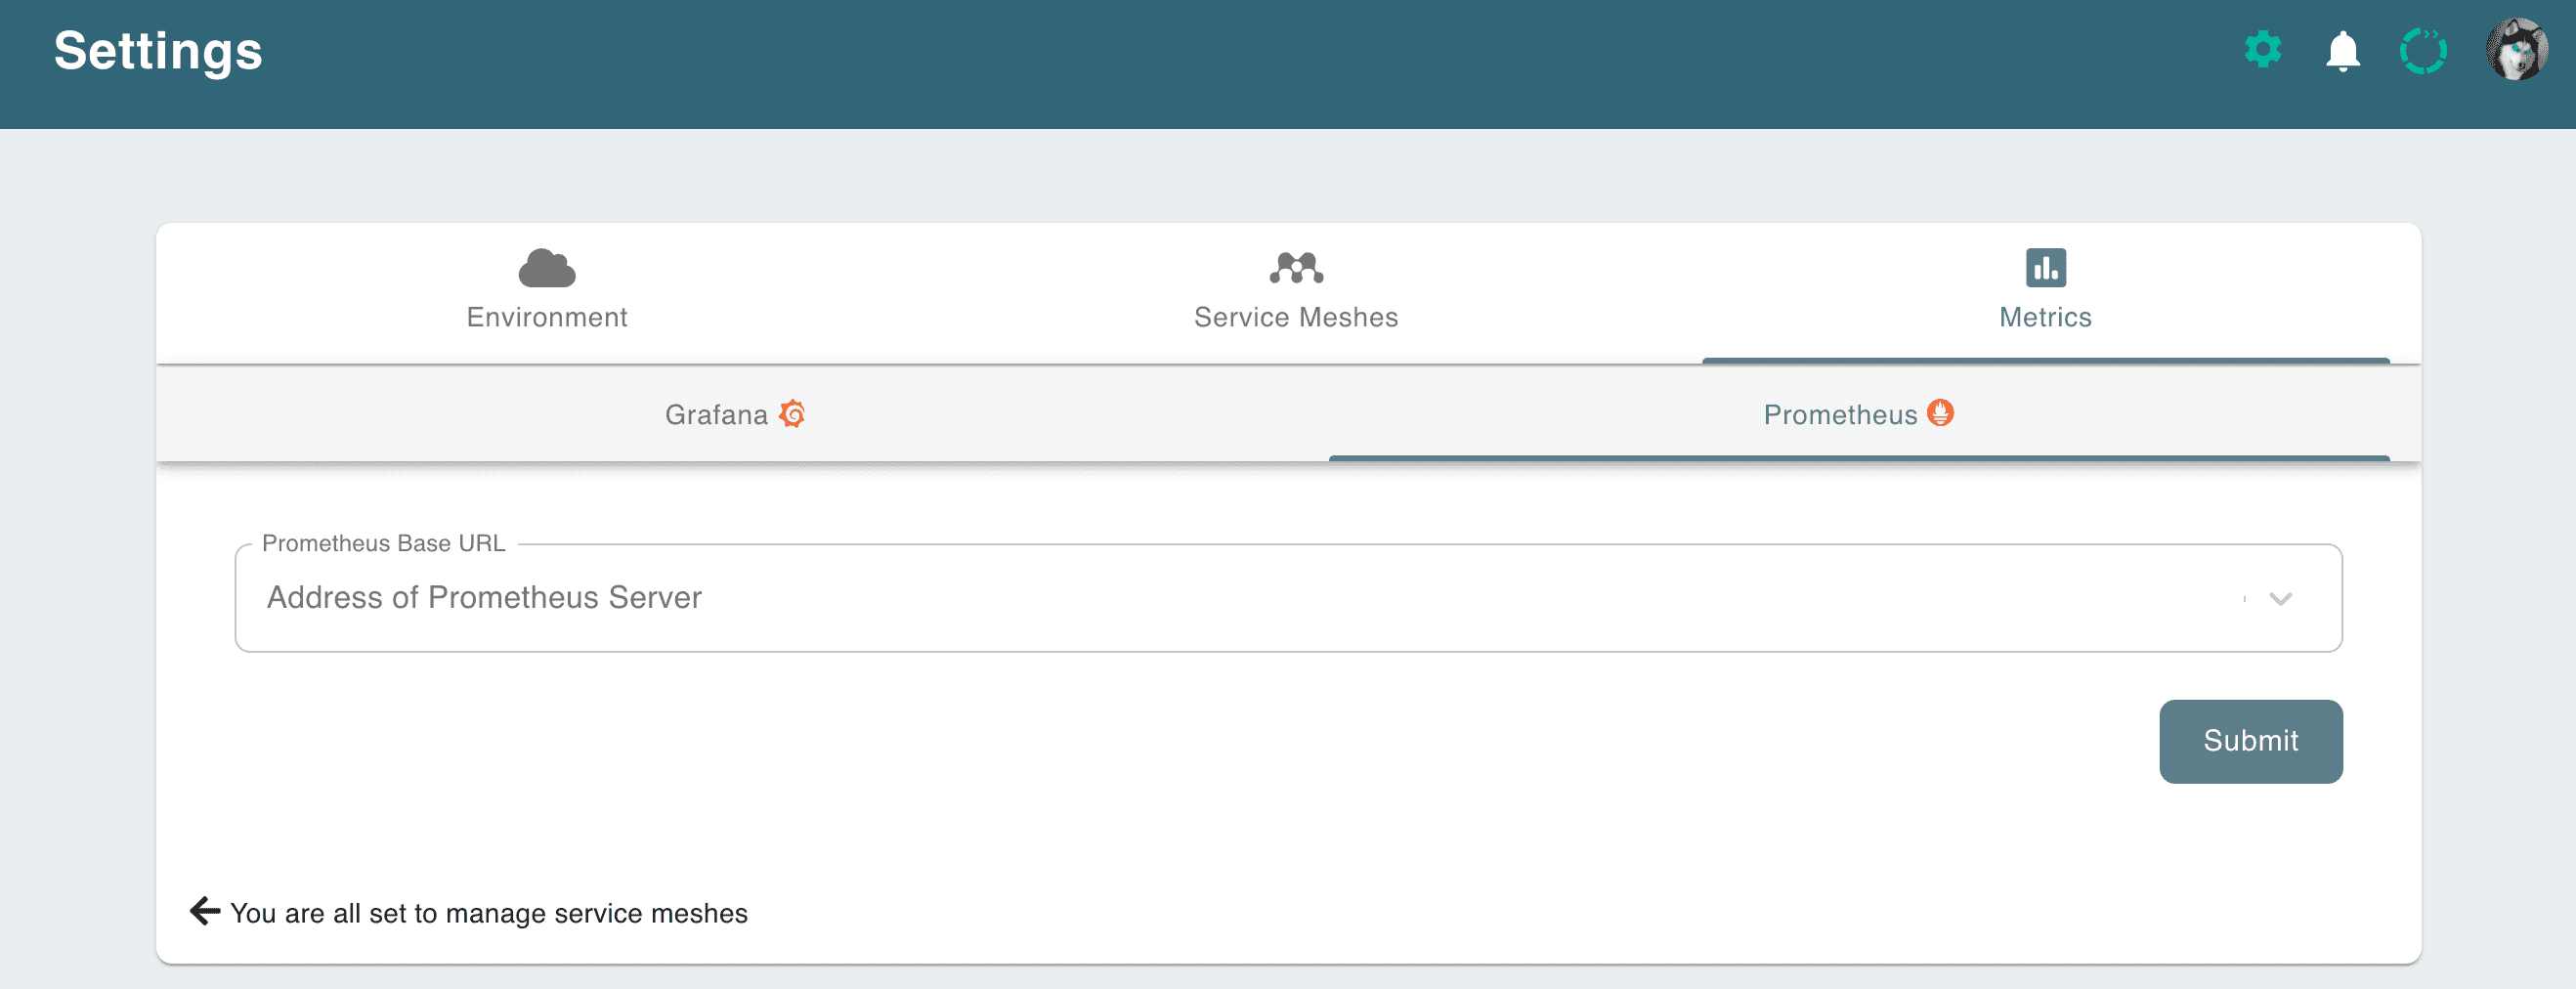 Settings
Environment
Service Meshes
Metrics
Grafana
Prometheus
Prometheus Base URL
Address of Prometheus Server
Submit
You are all set to manage service meshes